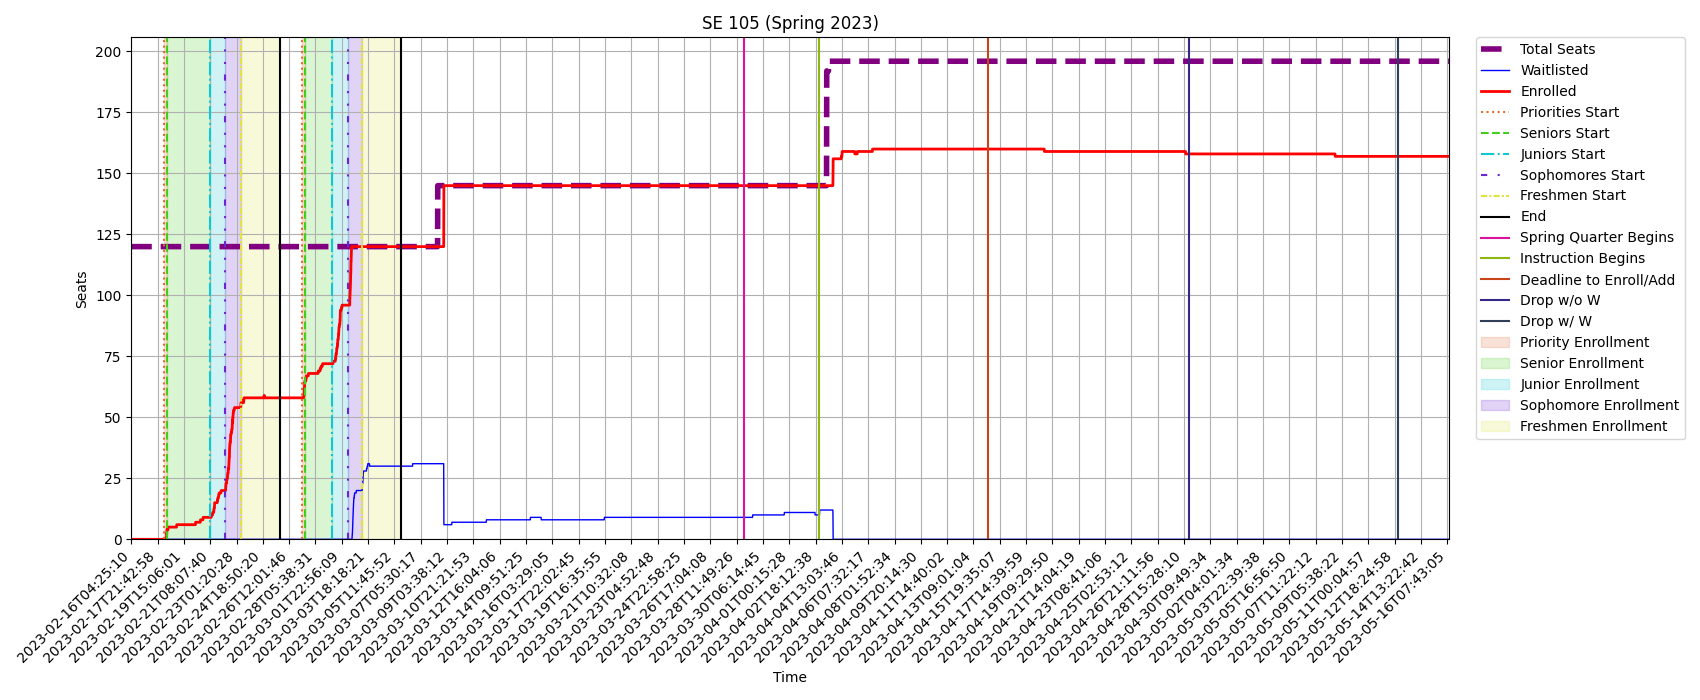 SE 105 (Spring 2023)
Seats
200
175
150
125
100
75
50
25
0
2023-02-16T04:25:10
2023-02-17T21:42:58
2023-02-19T15:06:01
2023-02-21T08:07:40
2023-02-23T01:20:28
2023-02-24T18:50:20
2023-02-26T12:01:46
2023-02-28T05:38:31
2023-03-01T22:56:09
2023-03-03T18:18:21
2023-03-05T11:45:52
2023-03-07T05:30:17
2023-03-09T03:38:12
2023-03-10T21:21:53
2023-03-12T16:04:06
2023-03-14T09:51:25
2023-03-16T03:29:05
2023-03-17T22:02:45
2023-03-19T16:35:55
2023-03-21T10:32:08
2023-03-23T04:52:48
2023-03-24T22:58:25
2023-03-26T17:04:08
2023-03-28T11:49:26
2023-03-30T06:14:45
2023-04-01T00:15:28
2023-04-02T18:12:38
2023-04-04T13:03:46
2023-04-06T07:32:17
2023-04-08T01:52:34
2023-04-09T20:14:30
2023-04-11T14:40:02
2023-04-13T09:01:04
2023-04-15T19:35:07
2023-04-17T14:39:59
2023-04-19T09:29:50
2023-04-21T14:04:19
2023-04-23T08:41:06
2023-04-25T02:53:12
2023-04-26T21:11:56
2023-04-28T15:28:10
2023-04-30T09:49:34
2023-05-02T04:01:34
2023-05-03T22:39:38
2023-05-05T16:56:50
2023-05-07T11:22:12
2023-05-09T05:38:22
2023-05-11T00:04:57
2023-05-12T18:24:58
2023-05-14T13:22:42
2023-05-16T07:43:05
Time
Total Seats
Waitlisted
Enrolled
Priorities Start
Seniors Start
Juniors Start
Sophomores Start
Freshmen Start
End
Spring Quarter Begins
Instruction Begins
Deadline to Enroll/Add
Drop w/o W
Drop w/ W
Priority Enrollment
Senior Enrollment
Junior Enrollment
Sophomore Enrollment
Freshmen Enrollment